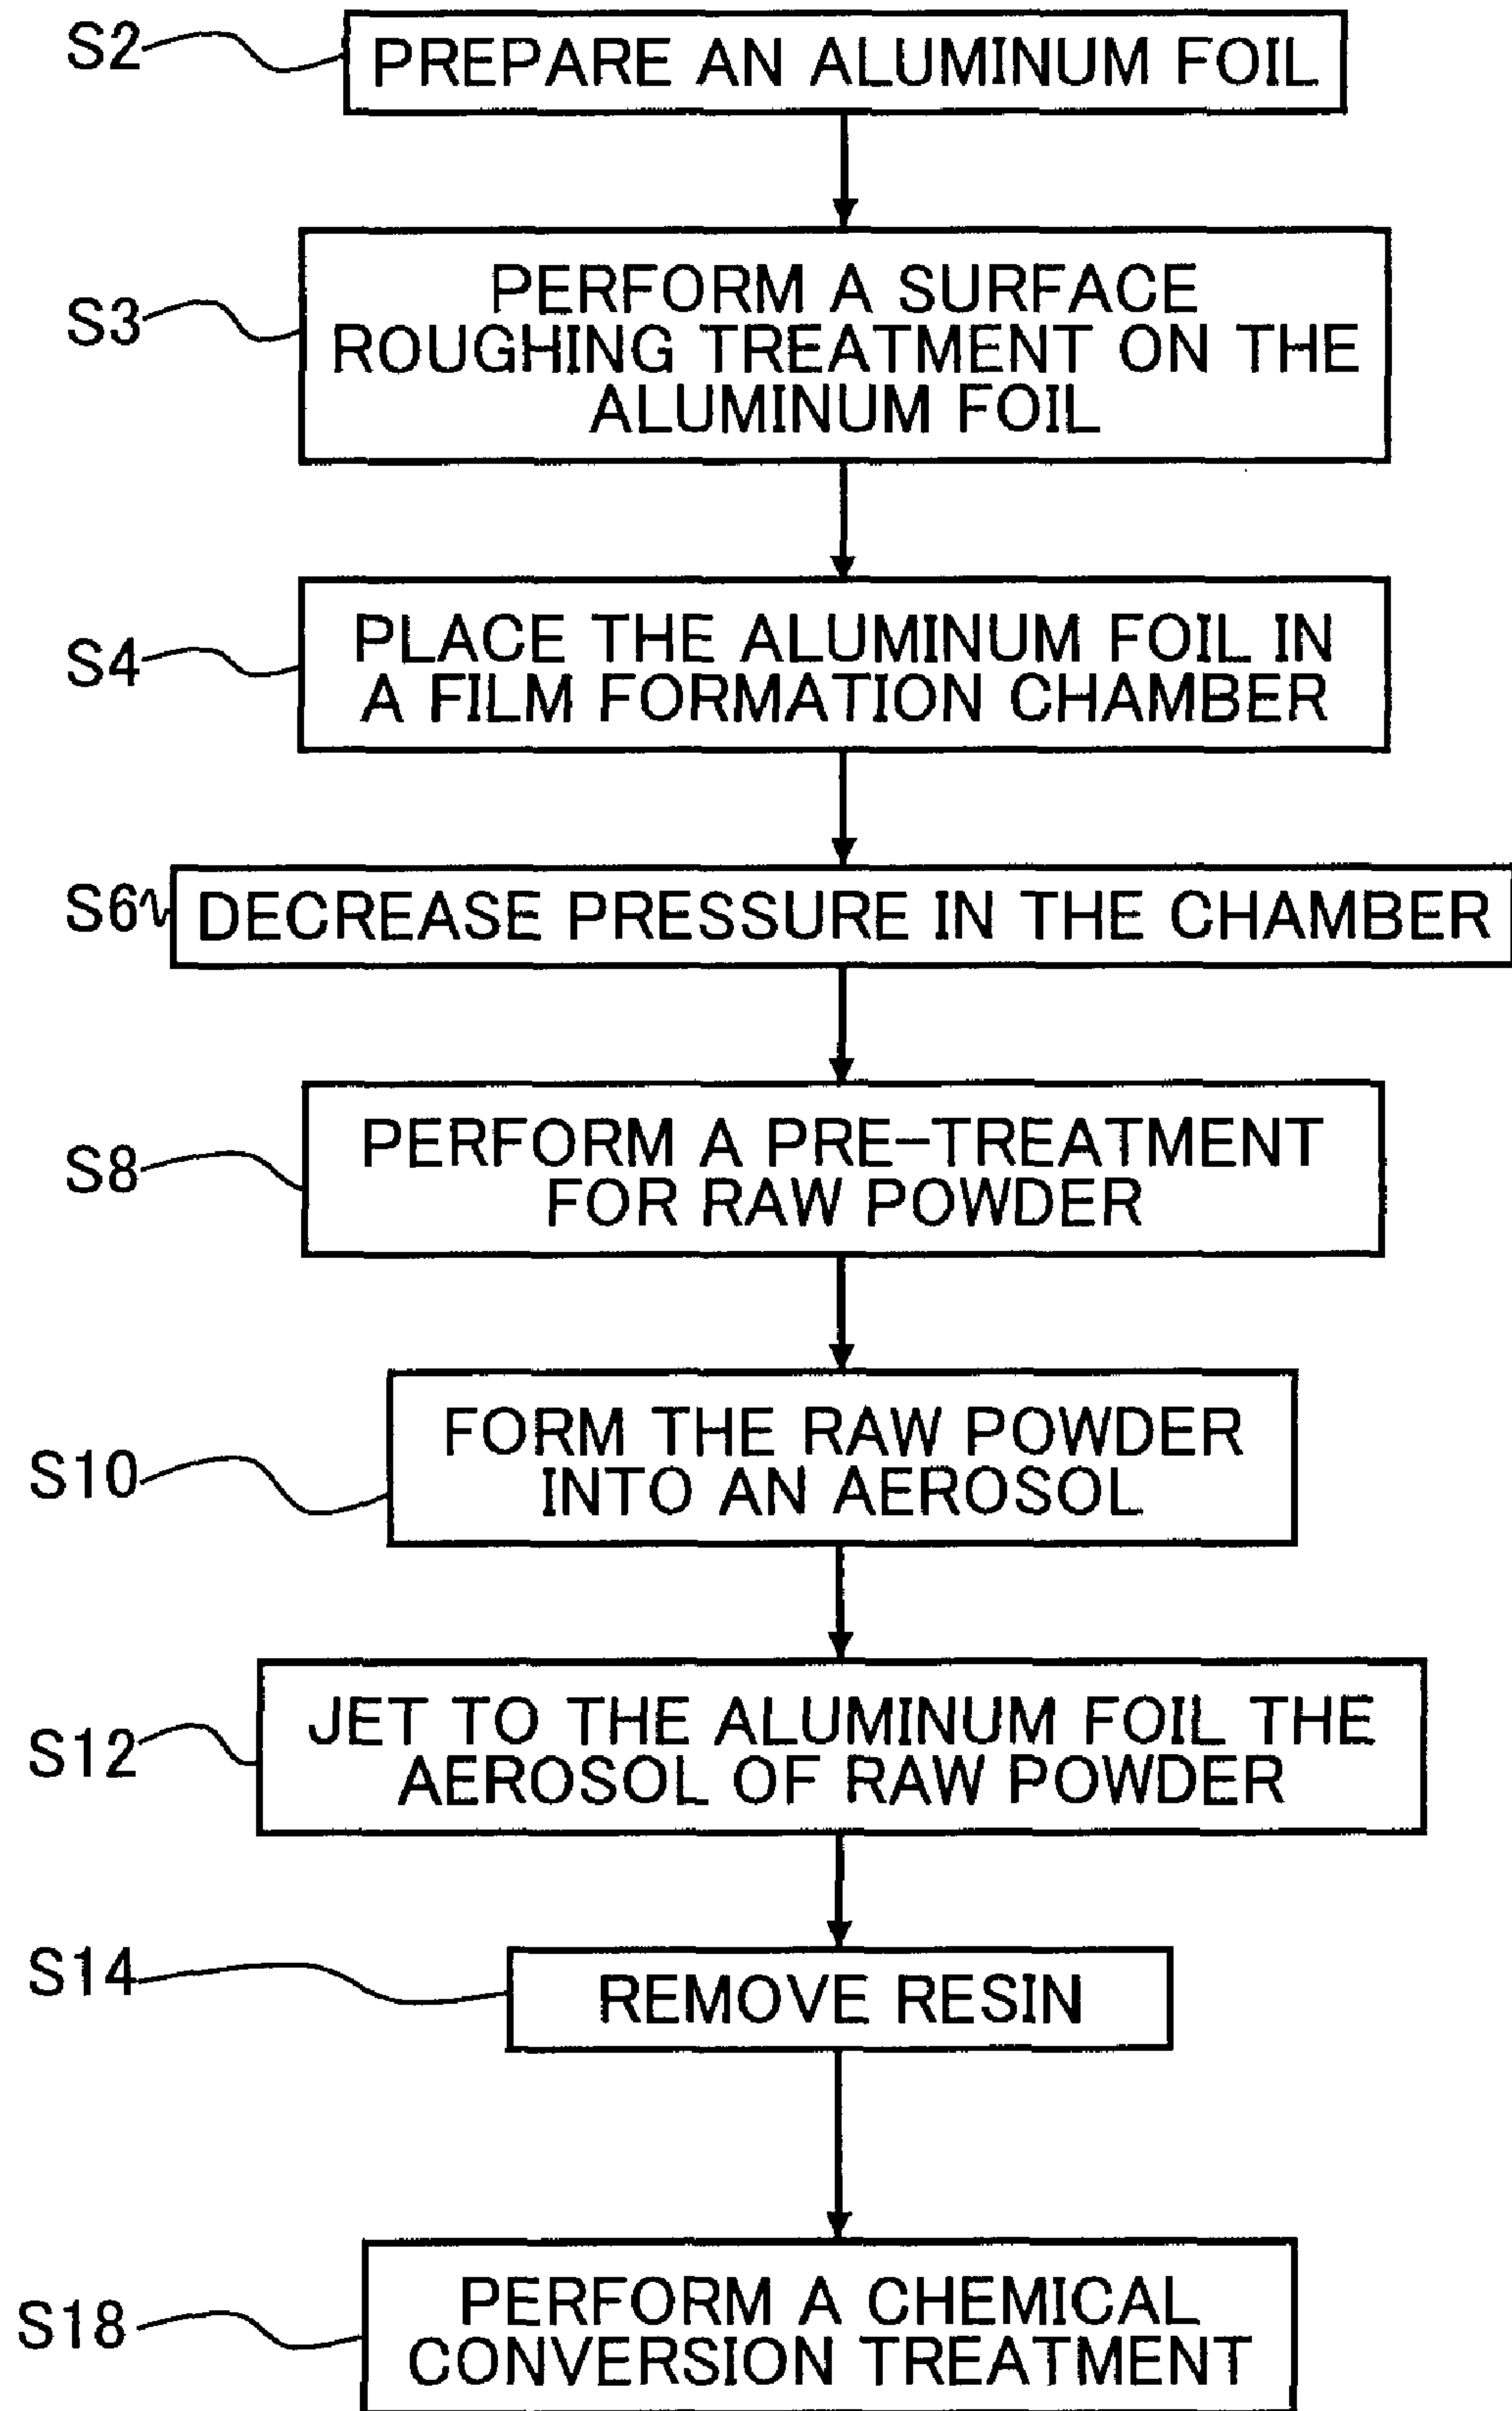 S2
PREPARE AN ALUMINUM FOIL
S3
PERFORM A SURFACE
ROUGHING TREATMENT ON THE
ALUMINUM FOIL
S4
PLACE THE ALUMINUM FOIL IN
A FILM FORMATION CHAMBER
S6
DECREASE PRESSURE IN THE CHAMBER
S8
PERFORM A PRE-TREATMENT
FOR RAW POWDER
S10
FORM THE RAW POWDER
INTO AN AEROSOL
S12
JET TO THE ALUMINUM FOIL THE
AEROSOL OF RAW POWDER
S14
REMOVE RESIN
S18
PERFORM A CHEMICAL
CONVERSION TREATMENT